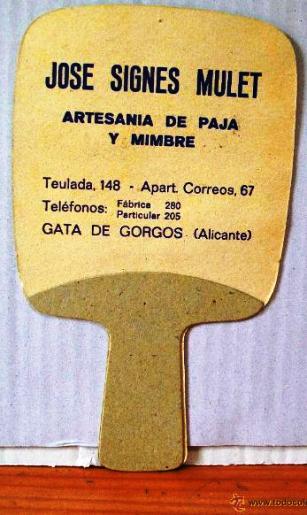 JOSE SIGNES MULET
ARTESANIA DE PAJA
Y MIMBRE
Teulada, 148 - Apart. Correos, 67
Teléfonos: Fábrica 280
Particular 205
GATA DE GORGOS (Alicante)